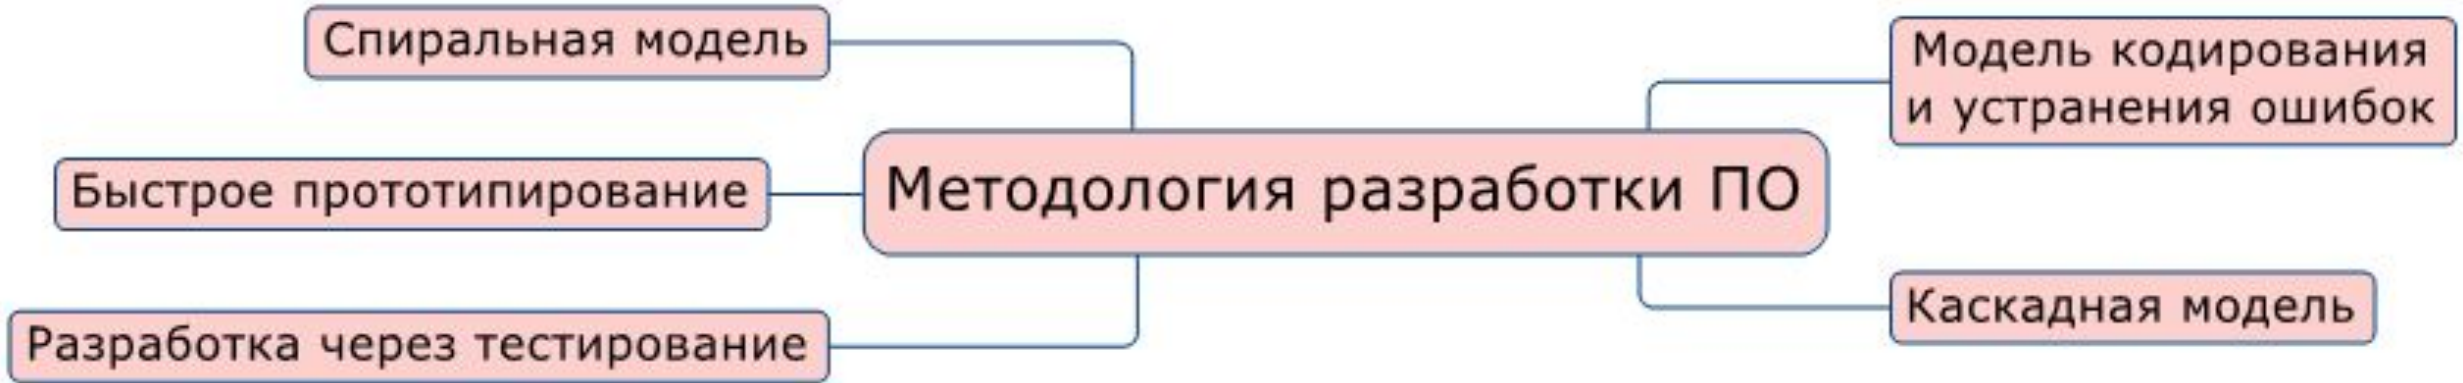 Спиральная модель
Модель кодирования
и устранения ошибок
Быстрое прототипирование
Методология разработки ПО
Разработка через тестирование
Каскадная модель